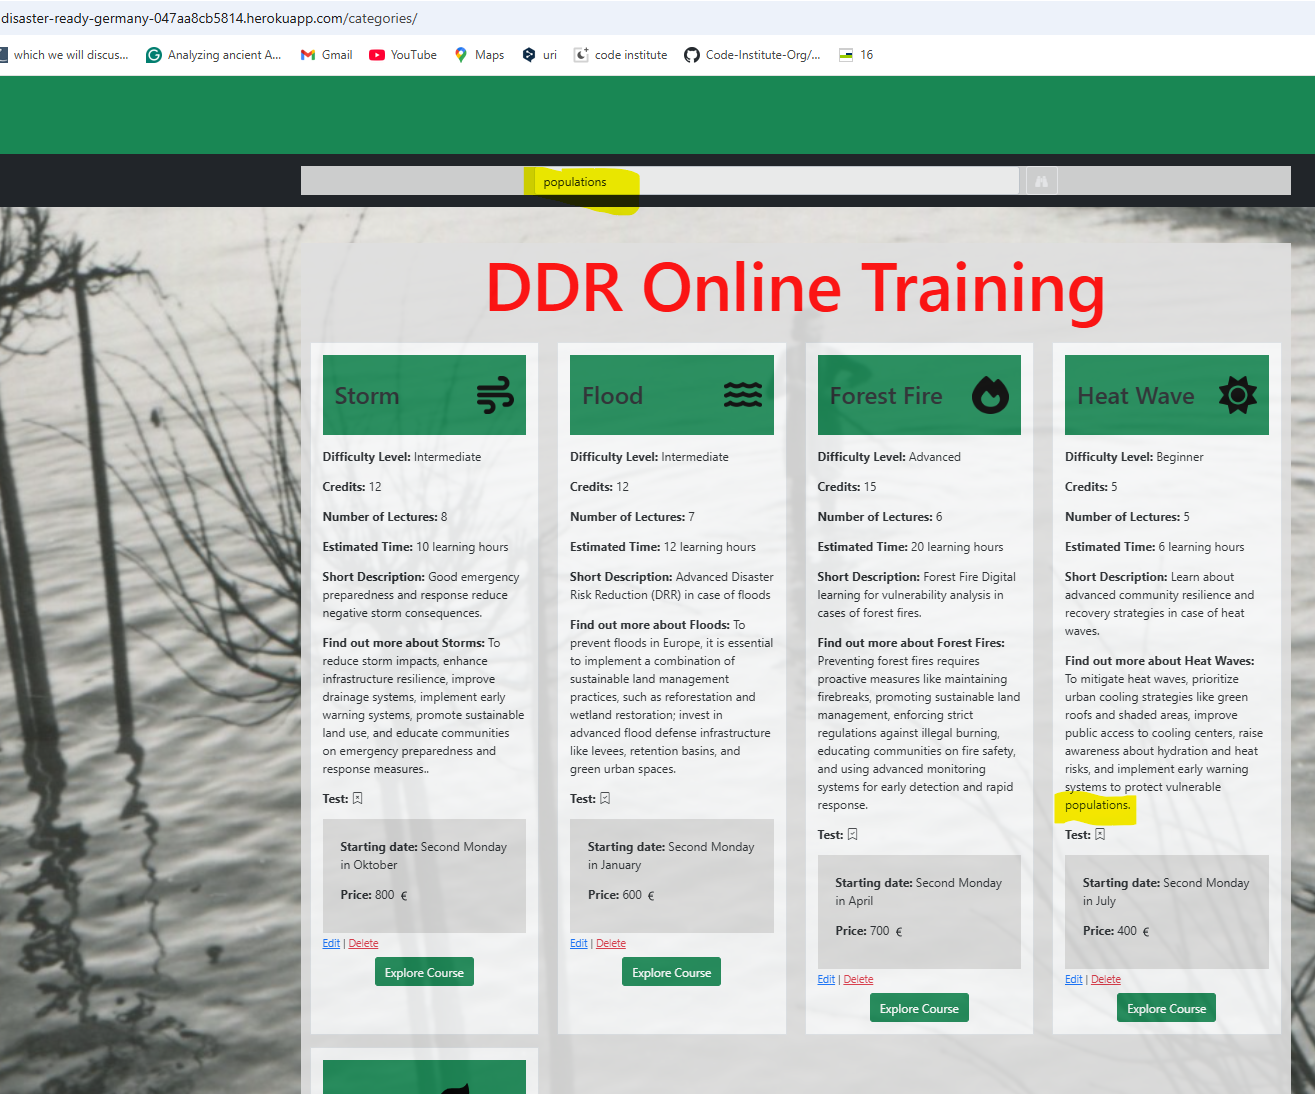 disaster-ready-germany-047aa8cb5814.herokuapp.com/categories/
which we will discus...
Analyzing ancient A...
Gmail
YouTube
Maps
uri
code institute
Code-Institute-Org/...
16
populations
DDR Online Training
Storm
Difficulty Level: Intermediate
Credits: 12
Number of Lectures: 8
Estimated Time: 10 learning hours
Short Description: Good emergency
preparedness and response reduce
negative storm consequences.
Find out more about Storms: To
reduce storm impacts, enhance
infrastructure resilience, improve
drainage systems, implement early
warning systems, promote sustainable
land use, and educate communities
on emergency preparedness and
response measures..
Test:
Starting date: Second Monday
in Oktober
Price: 800 €
Edit | Delete
Explore Course
Flood
Difficulty Level: Intermediate
Credits: 12
Number of Lectures: 7
Estimated Time: 12 learning hours
Short Description: Advanced Disaster
Risk Reduction (DRR) in case of floods
Find out more about Floods: To
prevent floods in Europe, it is essential
to implement a combination of
sustainable land management
practices, such as reforestation and
wetland restoration; invest in
advanced flood defense infrastructure
like levees, retention basins, and
green urban spaces.
Test:
Starting date: Second Monday
in January
Price: 600 €
Edit | Delete
Explore Course
Forest Fire
Difficulty Level: Advanced
Credits: 15
Number of Lectures: 6
Estimated Time: 20 learning hours
Short Description: Forest Fire Digital
learning for vulnerability analysis in
cases of forest fires.
Find out more about Forest Fires:
Preventing forest fires requires
proactive measures like maintaining
firebreaks, promoting sustainable land
management, enforcing strict
regulations against illegal burning,
educating communities on fire safety,
and using advanced monitoring
systems for early detection and rapid
response.
Test:
Starting date: Second Monday
in April
Price: 700 €
Edit | Delete
Explore Course
Heat Wave
Difficulty Level: Beginner
Credits: 5
Number of Lectures: 5
Estimated Time: 6 learning hours
Short Description: Learn about
advanced community resilience and
recovery strategies in case of heat
waves.
Find out more about Heat Waves:
To mitigate heat waves, prioritize
urban cooling strategies like green
roofs and shaded areas, improve
public access to cooling centers, raise
awareness about hydration and heat
risks, and implement early warning
systems to protect vulnerable
populations.
Test:
Starting date: Second Monday
in July
Price: 400 €
Edit | Delete
Explore Course